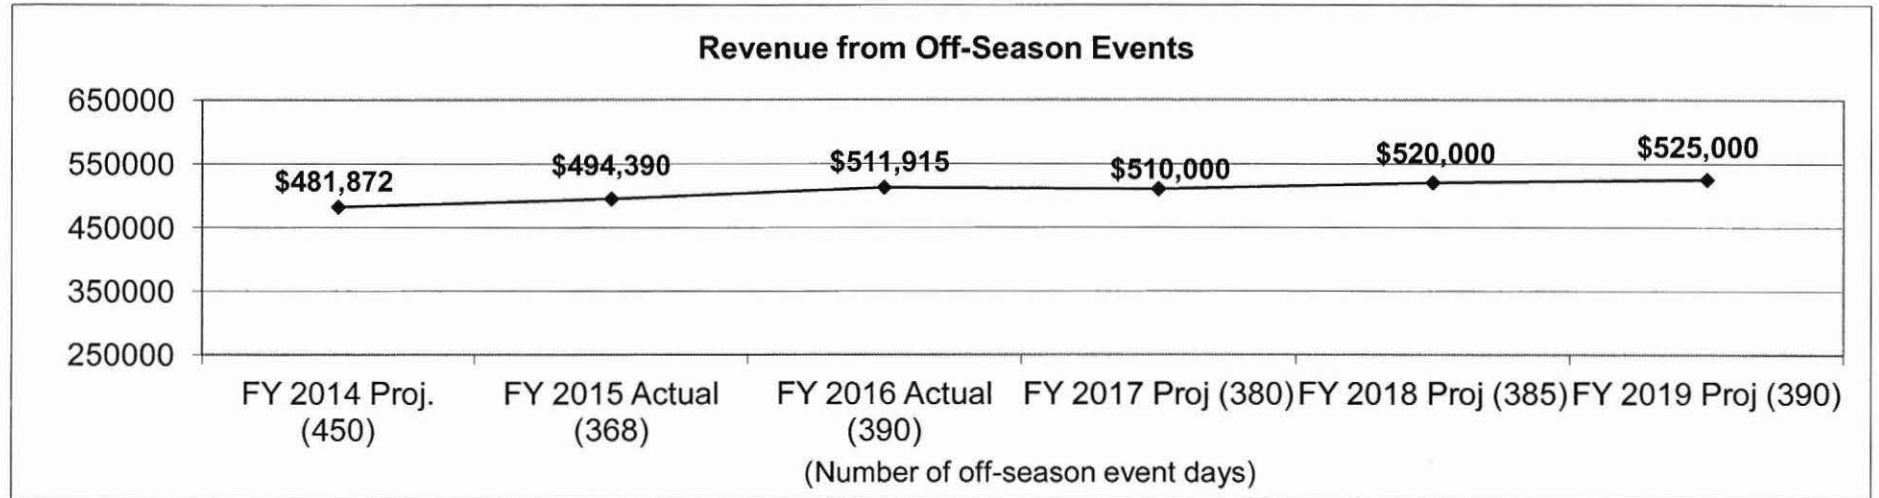 Revenue from Off-Season Events
650000
550000
450000
350000
250000
$481,872
$494,390
$511,915
$510,000
$520,000
$525,000
FY 2014 Proj. (450)
FY 2015 Actual (368)
FY 2016 Actual (390)
FY 2017 Proj (380)
FY 2018 Proj (385)
FY 2019 Proj (390)
(Number of off-season event days)